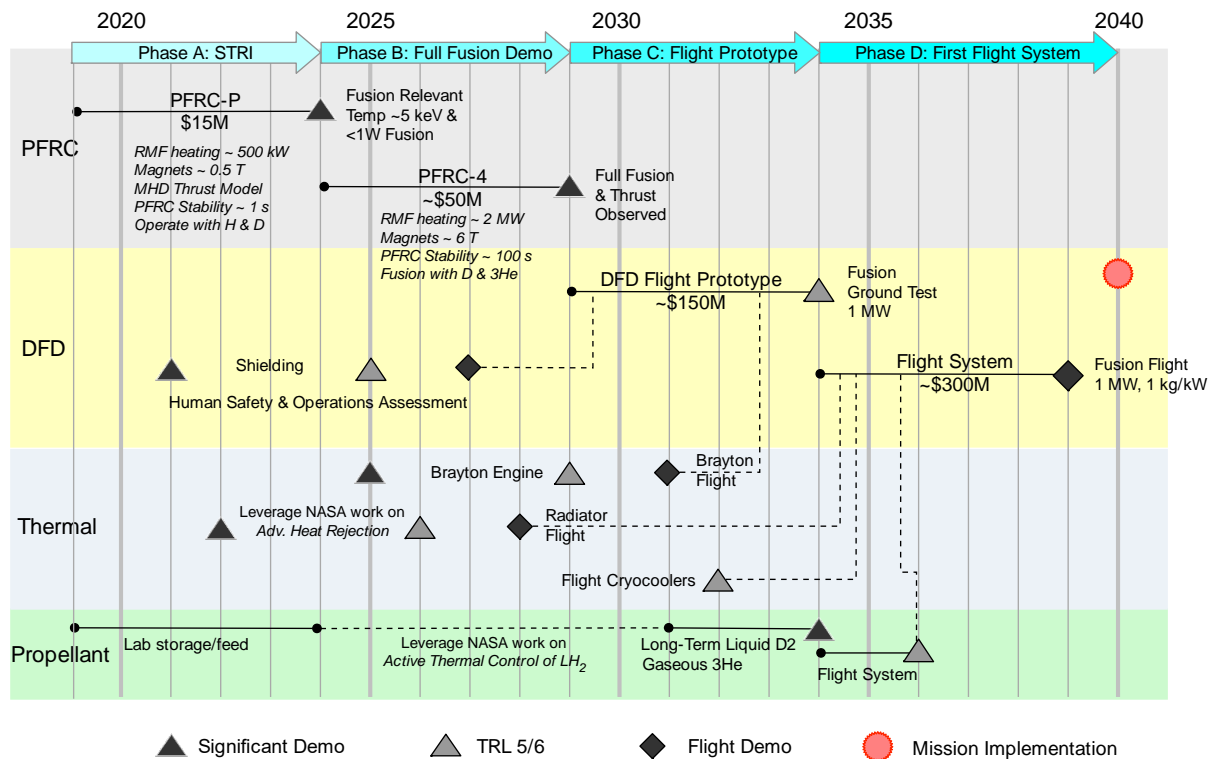 2020 2025 2030 2035 2040
Phase A: STRI Phase B: Full Fusion Demo Phase C: Flight Prototype Phase D: First Flight System
PFRC
PFRC-P
$15M
RMF heating ~ 500 kW
Magnets ~ 0.5 T
MHD Thrust Model
PFRC Stability ~ 1 s
Operate with H & D
Fusion Relevant
Temp ~5 keV &
<1W Fusion
PFRC-4
~$50M
RMF heating ~ 2 MW
Magnets ~ 6 T
PFRC Stability ~ 100 s
Fusion with D & 3He
Full Fusion
& Thrust
Observed
DFD
DFD Flight Prototype
~$150M
Fusion
Ground Test
1 MW
Shielding
Human Safety & Operations Assessment
Flight System
~$300M
Fusion Flight
1 MW, 1 kg/kW
Thermal
Brayton Engine
Brayton
Flight
Leverage NASA work on
Adv. Heat Rejection
Radiator
Flight
Flight Cryocoolers
Propellant
Lab storage/feed
Leverage NASA work on
Active Thermal Control of LH2
Long-Term Liquid D2
Gaseous 3He
Flight System
Significant Demo TRL 5/6 Flight Demo Mission Implementation